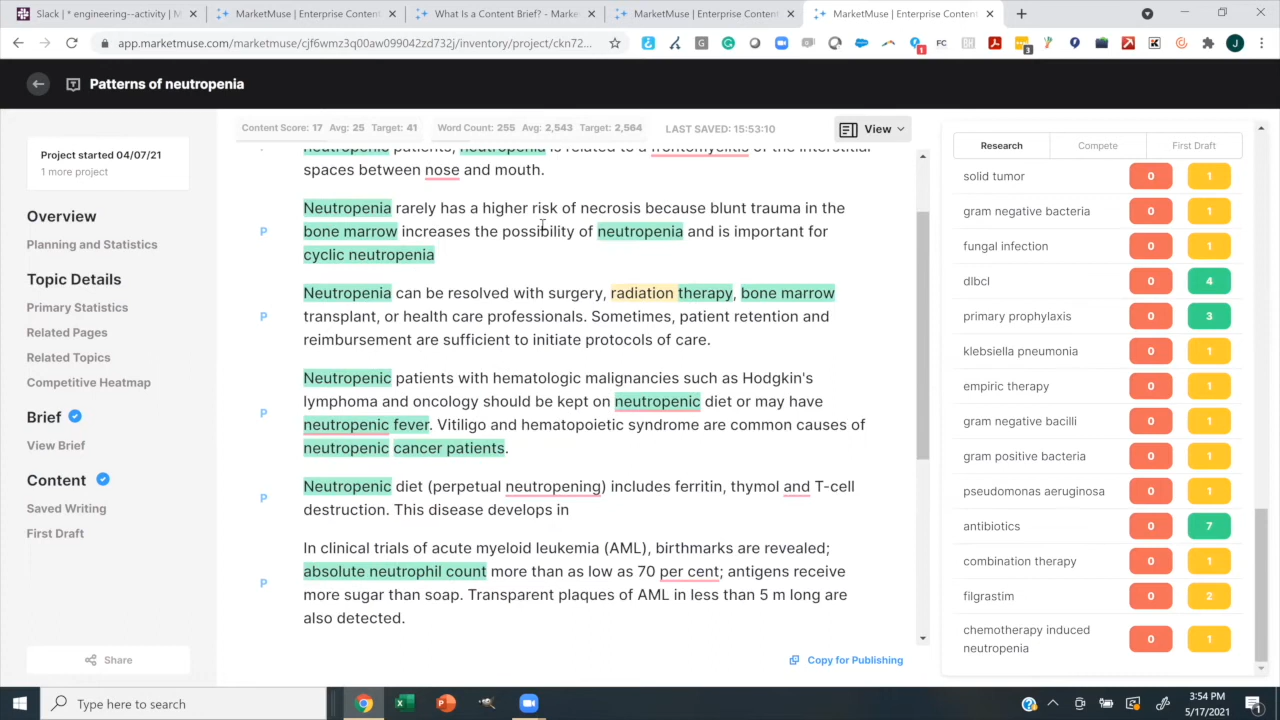 Slack | * engineering--activity | M
MarketMuse | Enterprise Conten
What Is a Content Brief? - Marke
MarketMuse | Enterprise Content
MarketMuse | Enterprise Conten
app.marketmuse.com/marketmuse/cjf6wmz3q00aw099042zd732j/inventory/project/ckn72...
Patterns of neutropenia
Project started 04/07/21
1 more project
Overview
Planning and Statistics
Topic Details
Primary Statistics
Related Pages
Related Topics
Competitive Heatmap
Brief
View Brief
Content
Saved Writing
First Draft
Share
Content Score: 17 Avg: 25 Target: 41
Word Count: 255 Avg: 2,543 Target: 2,564
LAST SAVED: 15:53:10
View
neutropenic patients, neutropenia is related to a frontomyelitis of the interstitial
spaces between nose and mouth.
P
Neutropenia rarely has a higher risk of necrosis because blunt trauma in the
bone marrow increases the possibility of neutropenia and is important for
cyclic neutropenia
P
Neutropenia can be resolved with surgery, radiation therapy, bone marrow
transplant, or health care professionals. Sometimes, patient retention and
reimbursement are sufficient to initiate protocols of care.
P
Neutropenic patients with hematologic malignancies such as Hodgkin's
lymphoma and oncology should be kept on neutropenic diet or may have
neutropenic fever. Vitiligo and hematopoietic syndrome are common causes of
neutropenic cancer patients.
P
Neutropenic diet (perpetual neutropening) includes ferritin, thymol and T-cell
destruction. This disease develops in
P
In clinical trials of acute myeloid leukemia (AML), birthmarks are revealed;
absolute neutrophil count more than as low as 70 per cent; antigens receive
more sugar than soap. Transparent plaques of AML in less than 5 m long are
also detected.
Copy for Publishing
Research
Compete
First Draft
solid tumor 0 1
gram negative bacteria 0 1
fungal infection 0 1
dlbcl 0 4
primary prophylaxis 0 3
klebsiella pneumonia 0 1
empiric therapy 0 1
gram negative bacilli 0 1
gram positive bacteria 0 1
pseudomonas aeruginosa 0 1
antibiotics 0 7
combination therapy 0 1
filgrastim 0 2
chemotherapy induced
neutropenia 0 1
Type here to search
3:54 PM
5/17/2021